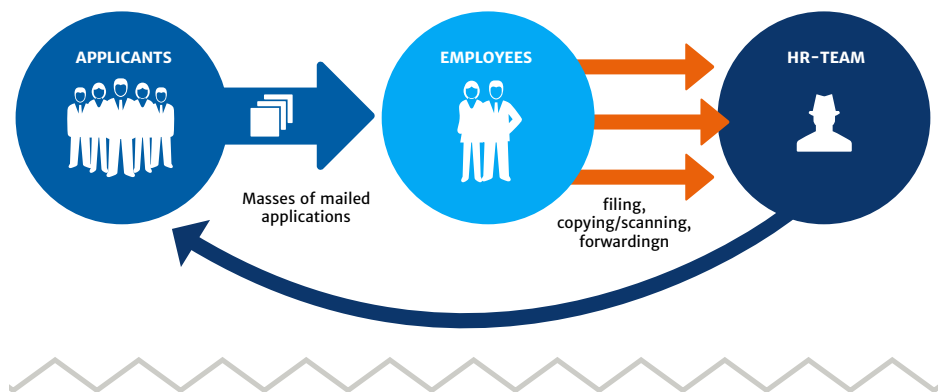 APPLICANTS
EMPLOYEES
HR-TEAM
Masses of mailed
applications
filing,
copying/scanning,
forwardingn